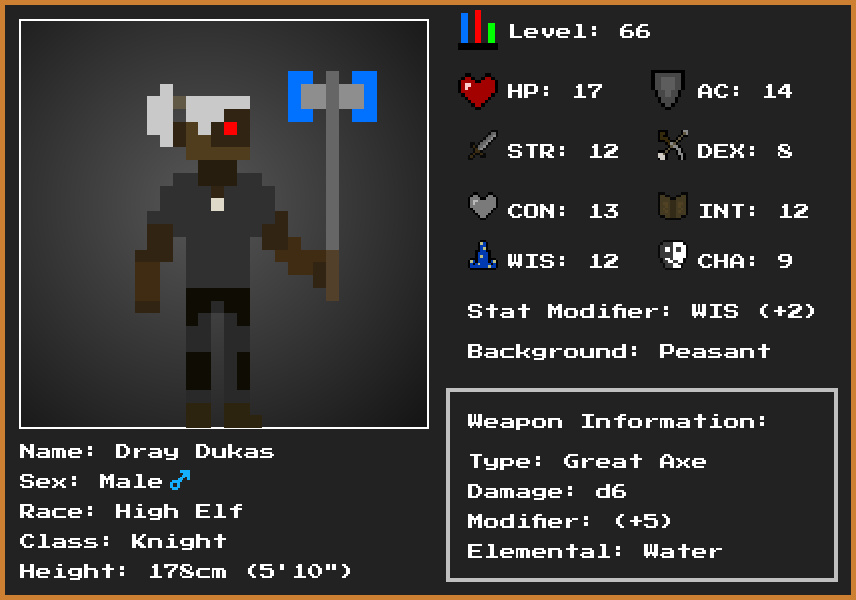 Level: 66
HP: 17 AC: 14
STR: 12 DEX: 8
CON: 13 INT: 12
WIS: 12 CHA: 9
Stat Modifier: WIS (+2)
Background: Peasant
Weapon Information:
Type: Great Axe
Damage: d6
Modifier: (+5)
Elemental: Water
Name: Dray Dukas
Sex: Male♂
Race: High Elf
Class: Knight
Height: 178cm (5'10")